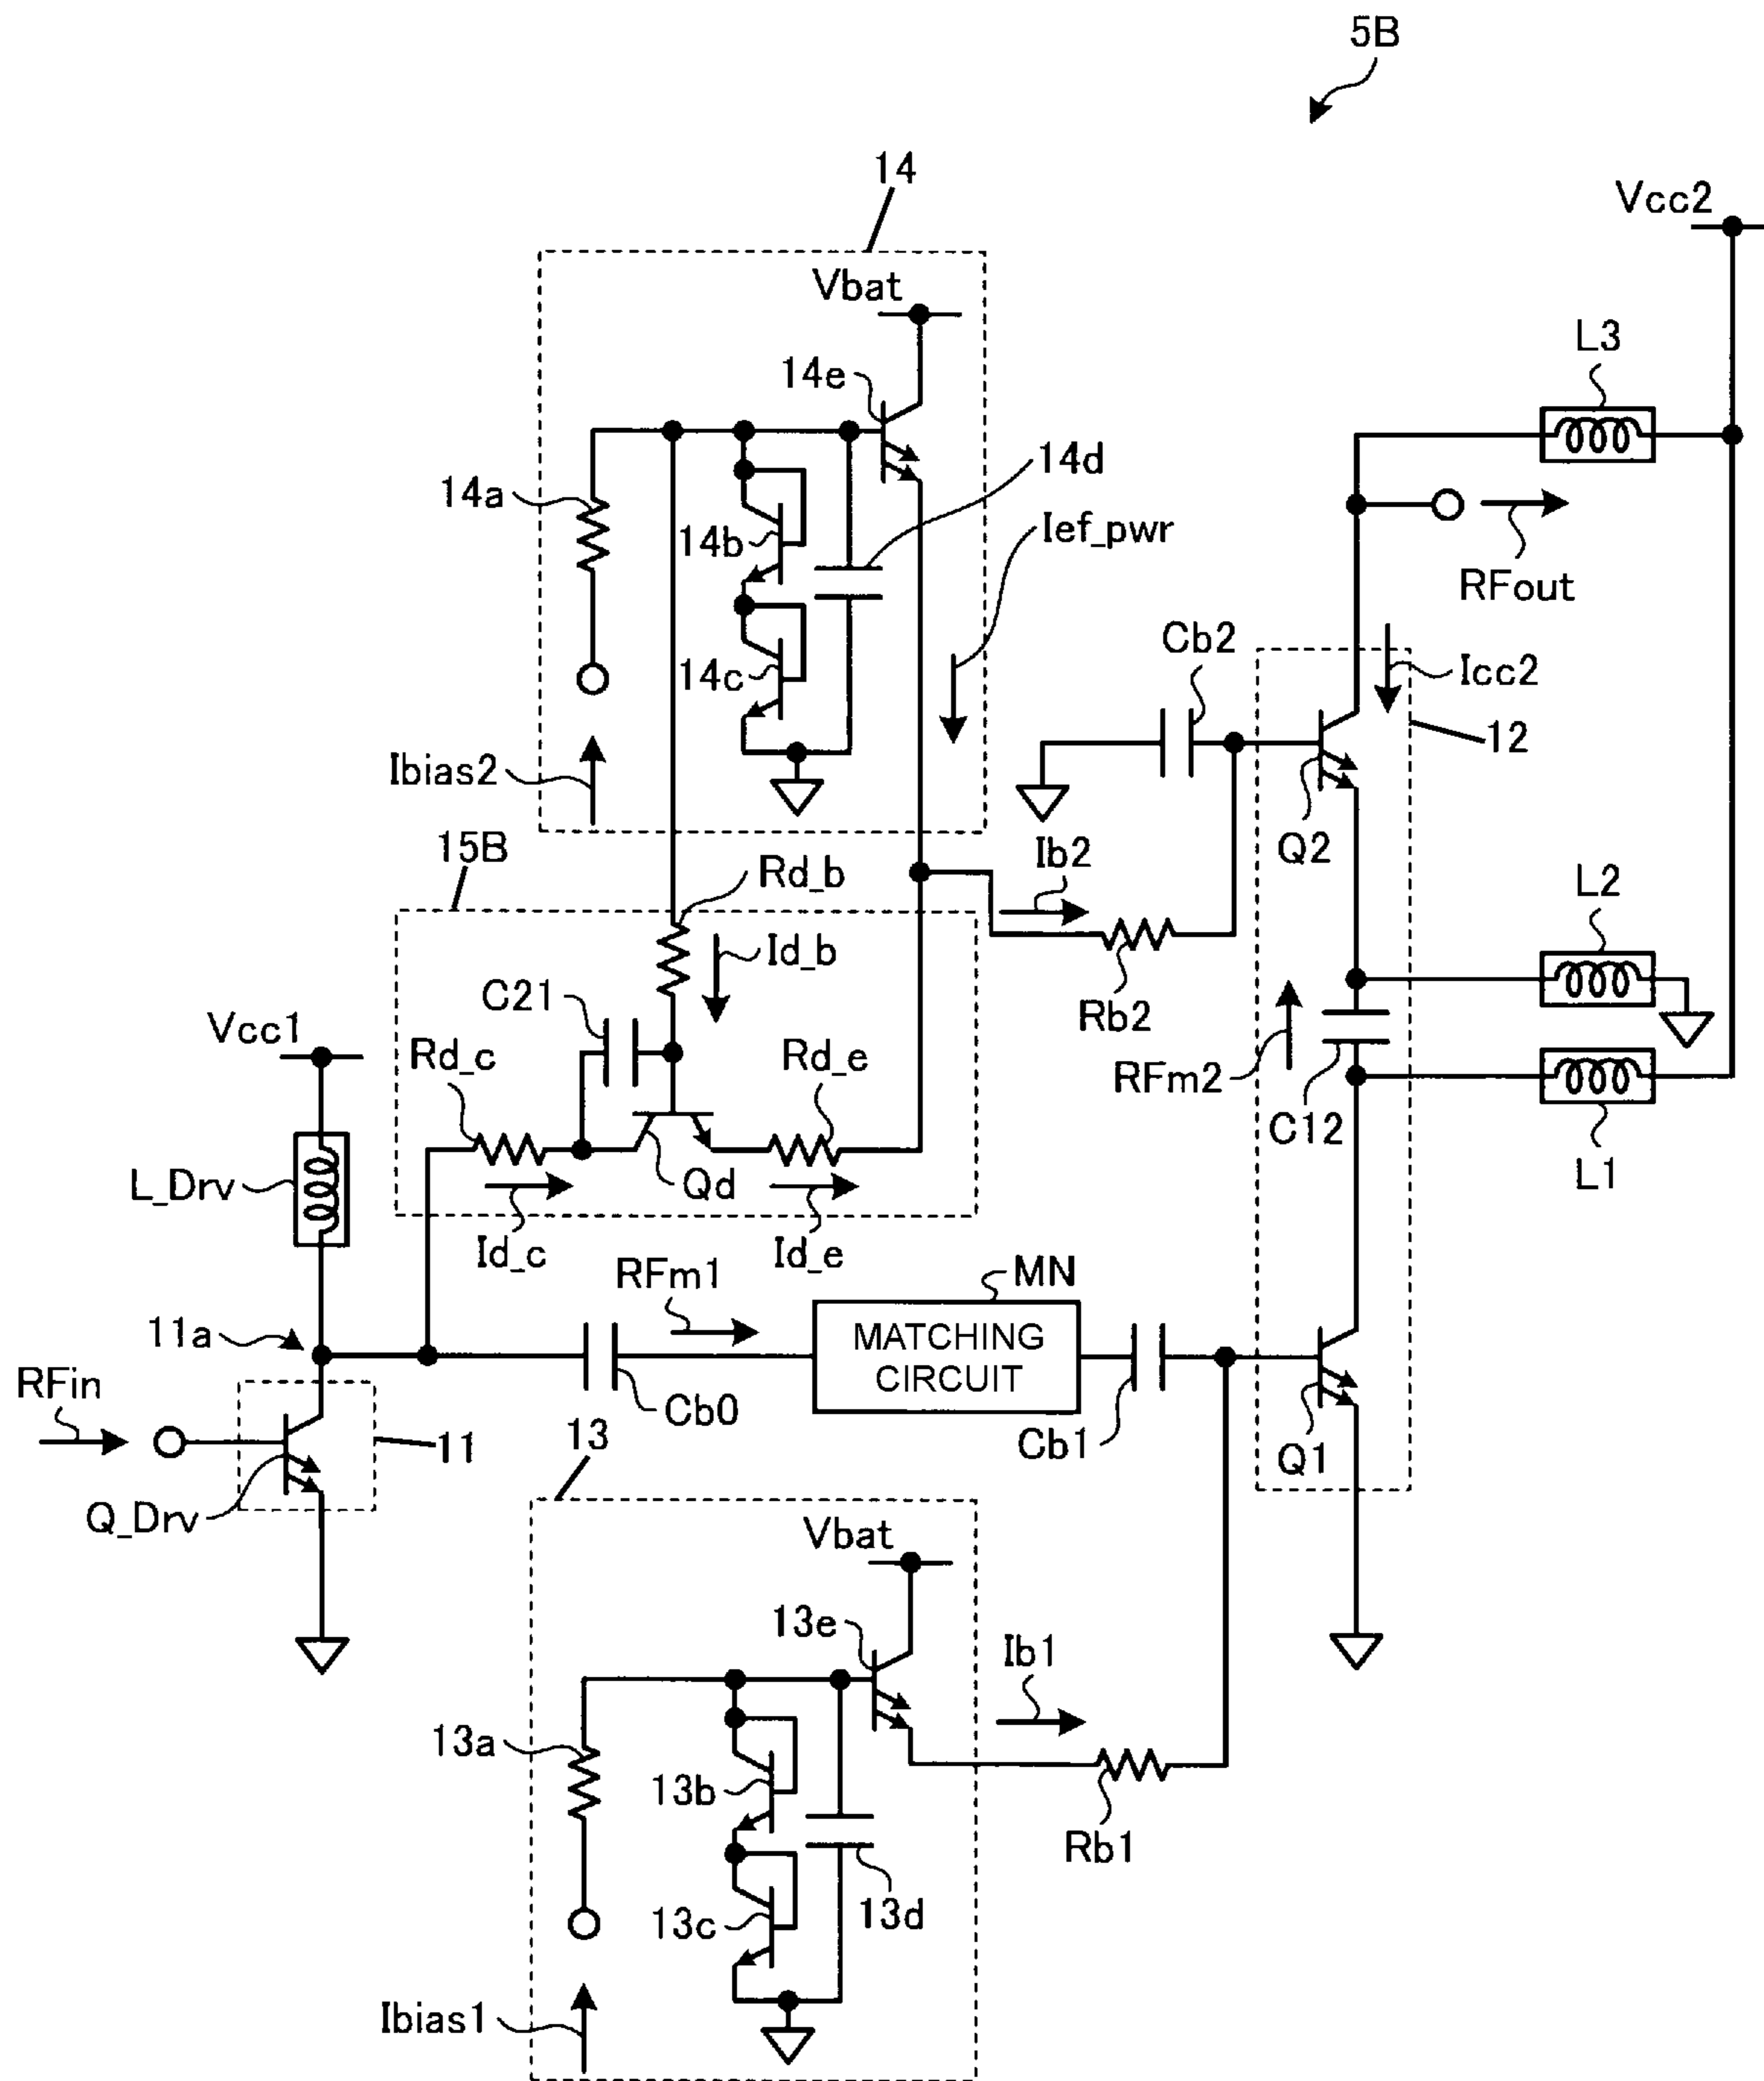 5B
14
Vcc2
Vbat
L3
14e
14d
14a
14b
Ief_pwr
RFout
Cb2
14c
Icc2
12
Ibias2
Q2
15B
Ib2
Rd_b
L2
Id_b
C21
Rb2
Vcc1
Rd_c
Rd_e
RFm2
C12
L_Drv
Qd
L1
Id_c
Id_e
RFm1
MN
11a
MATCHING
CIRCUIT
RFin
Cb0
13
11
Cb1
Q1
Q_Drv
Vbat
13e
Ib1
13a
13b
Rb1
13c
13d
Ibias1